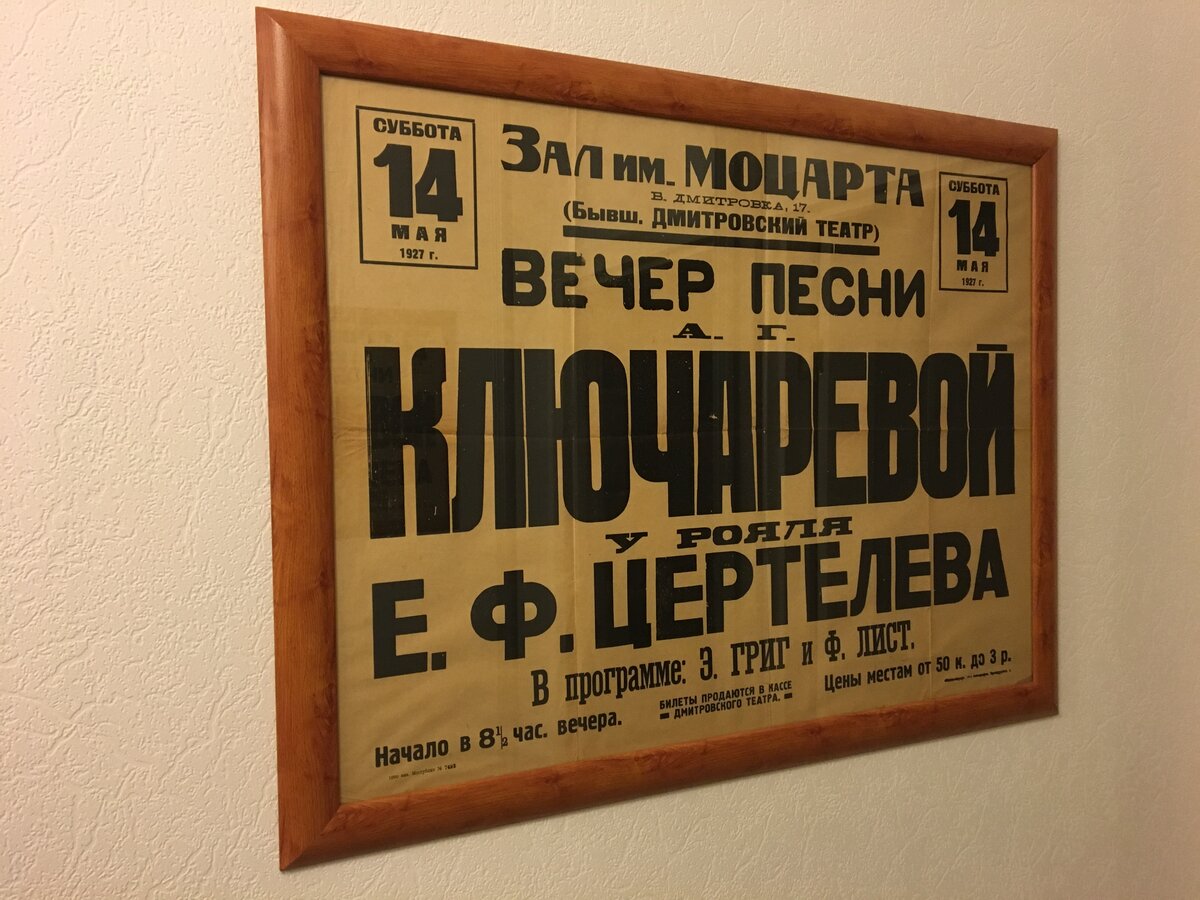 СУББОТА
14
МАЯ
1927 г.
ЗАЛ им. МОЦАРТА
Б. ДМИТРОВКА, 17.
(Бывш. ДМИТРОВСКИЙ ТЕАТР)
СУББОТА
14
МАЯ
1927 г.
ВЕЧЕР ПЕСНИ
А. Г.
КЛЮЧАРЕВОЙ
У РОЯЛЯ
Е. Ф. ЦЕРТЕЛЕВА
В программе: Э. ГРИГ и Ф. ЛИСТ.
Начало в 8 1/2 час. вечера.
БИЛЕТЫ ПРОДАЮТСЯ В КАССЕ
ДМИТРОВСКОГО ТЕАТРА.
Цены местам от 50 к. до 3 р.